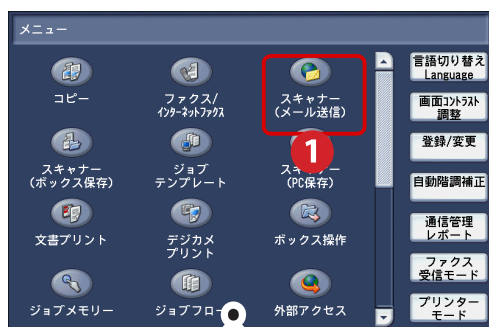 メニュー
コピー
ファクス/
インターネットファクス
スキャナー
(メール送信)
スキャナー
(ボックス保存)
ジョブ
テンプレート
1
(PC保存)
文書プリント
デジカメ
プリント
ボックス操作
ジョブメモリー
ジョブフロー
外部アクセス
言語切り替え
Language
画面コントラスト
調整
登録/変更
自動階調補正
通信管理
レポート
ファクス
受信モード
プリンター
モード